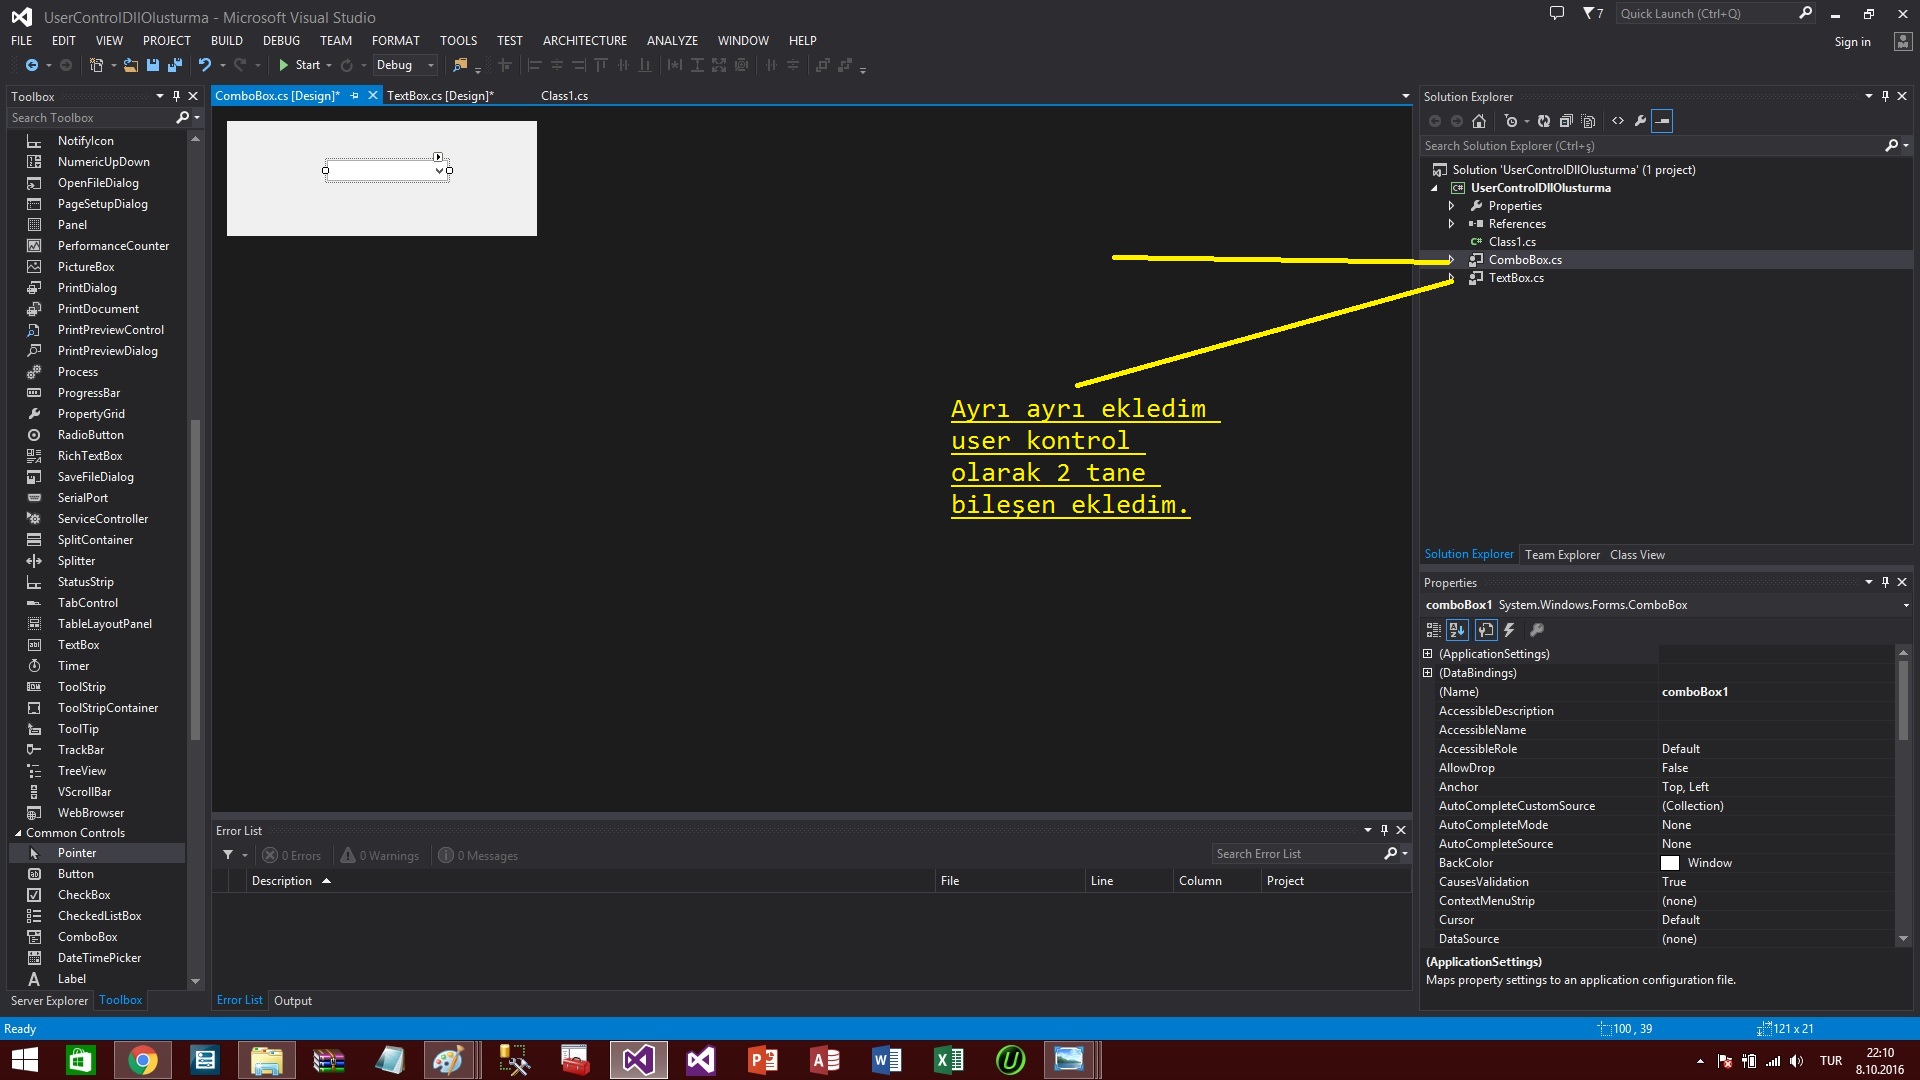 UserControlDllOlusturma - Microsoft Visual Studio
7
Quick Launch (Ctrl+Q)
FILE EDIT VIEW PROJECT BUILD DEBUG TEAM FORMAT TOOLS TEST ARCHITECTURE ANALYZE WINDOW HELP
Sign in
Start Debug
Toolbox
Search Toolbox
NotifyIcon
NumericUpDown
OpenFileDialog
PageSetupDialog
Panel
PerformanceCounter
PictureBox
PrintDialog
PrintDocument
PrintPreviewControl
PrintPreviewDialog
Process
ProgressBar
PropertyGrid
RadioButton
RichTextBox
SaveFileDialog
SerialPort
ServiceController
SplitContainer
Splitter
StatusStrip
TabControl
TableLayoutPanel
TextBox
Timer
ToolStrip
ToolStripContainer
ToolTip
TrackBar
TreeView
VScrollBar
WebBrowser
Common Controls
Pointer
Button
CheckBox
CheckedListBox
ComboBox
DateTimePicker
Label
Server Explorer Toolbox
ComboBox.cs [Design]* TextBox.cs [Design]* Class1.cs
Ayrı ayrı ekledim
user kontrol
olarak 2 tane
bileşen ekledim.
Error List
0 Errors 0 Warnings 0 Messages
Search Error List
Description File Line Column Project
Error List Output
Solution Explorer
Search Solution Explorer (Ctrl+ş)
Solution 'UserControlDllOlusturma' (1 project)
UserControlDllOlusturma
Properties
References
Class1.cs
ComboBox.cs
TextBox.cs
Solution Explorer Team Explorer Class View
Properties
comboBox1 System.Windows.Forms.ComboBox
(ApplicationSettings)
(DataBindings)
(Name) comboBox1
AccessibleDescription
AccessibleName
AccessibleRole Default
AllowDrop False
Anchor Top, Left
AutoCompleteCustomSource (Collection)
AutoCompleteMode None
AutoCompleteSource None
BackColor Window
CausesValidation True
ContextMenuStrip (none)
Cursor Default
DataSource (none)
(ApplicationSettings)
Maps property settings to an application configuration file.
Ready
100 , 39
121 x 21
TUR
22:10
8.10.2016